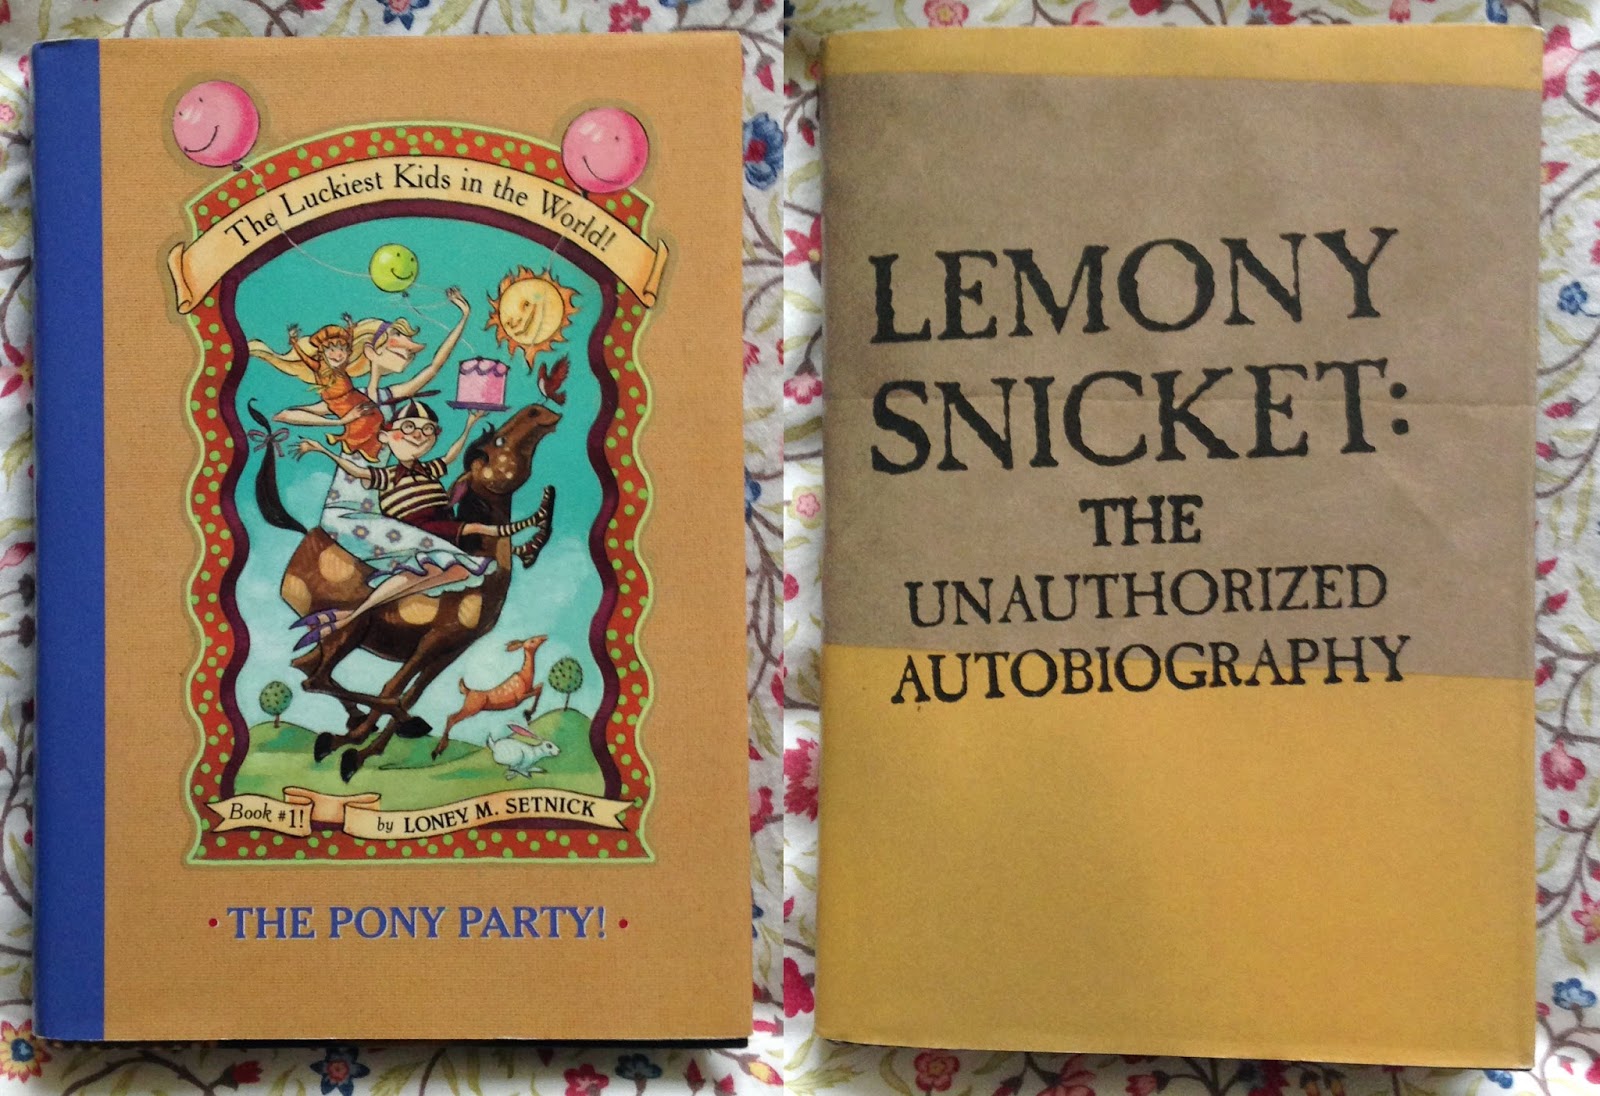 The Luckiest Kids in the World!
Book #1!
by LONEY M. SETNICK
• THE PONY PARTY! •
LEMONY
SNICKET:
THE
UNAUTHORIZED
AUTOBIOGRAPHY